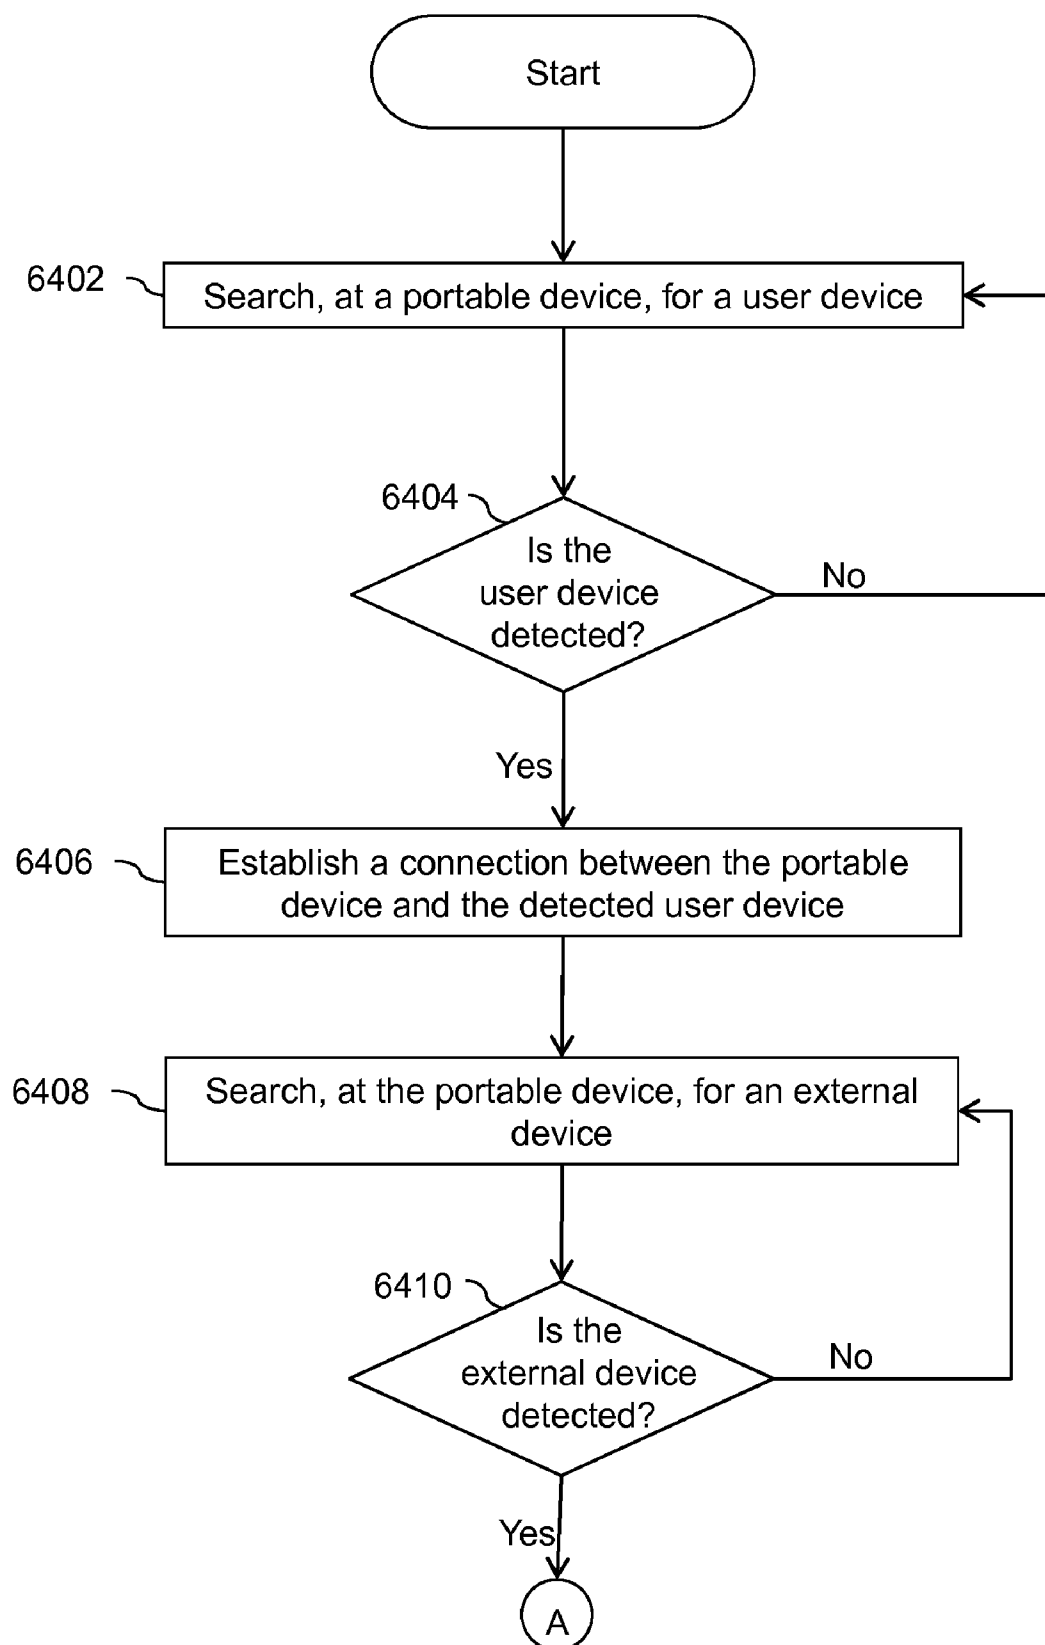 Start
6402
Search, at a portable device, for a user device
6404
Is the
user device
detected?
No
Yes
6406
Establish a connection between the portable
device and the detected user device
6408
Search, at the portable device, for an external
device
6410
Is the
external device
detected?
No
Yes
A